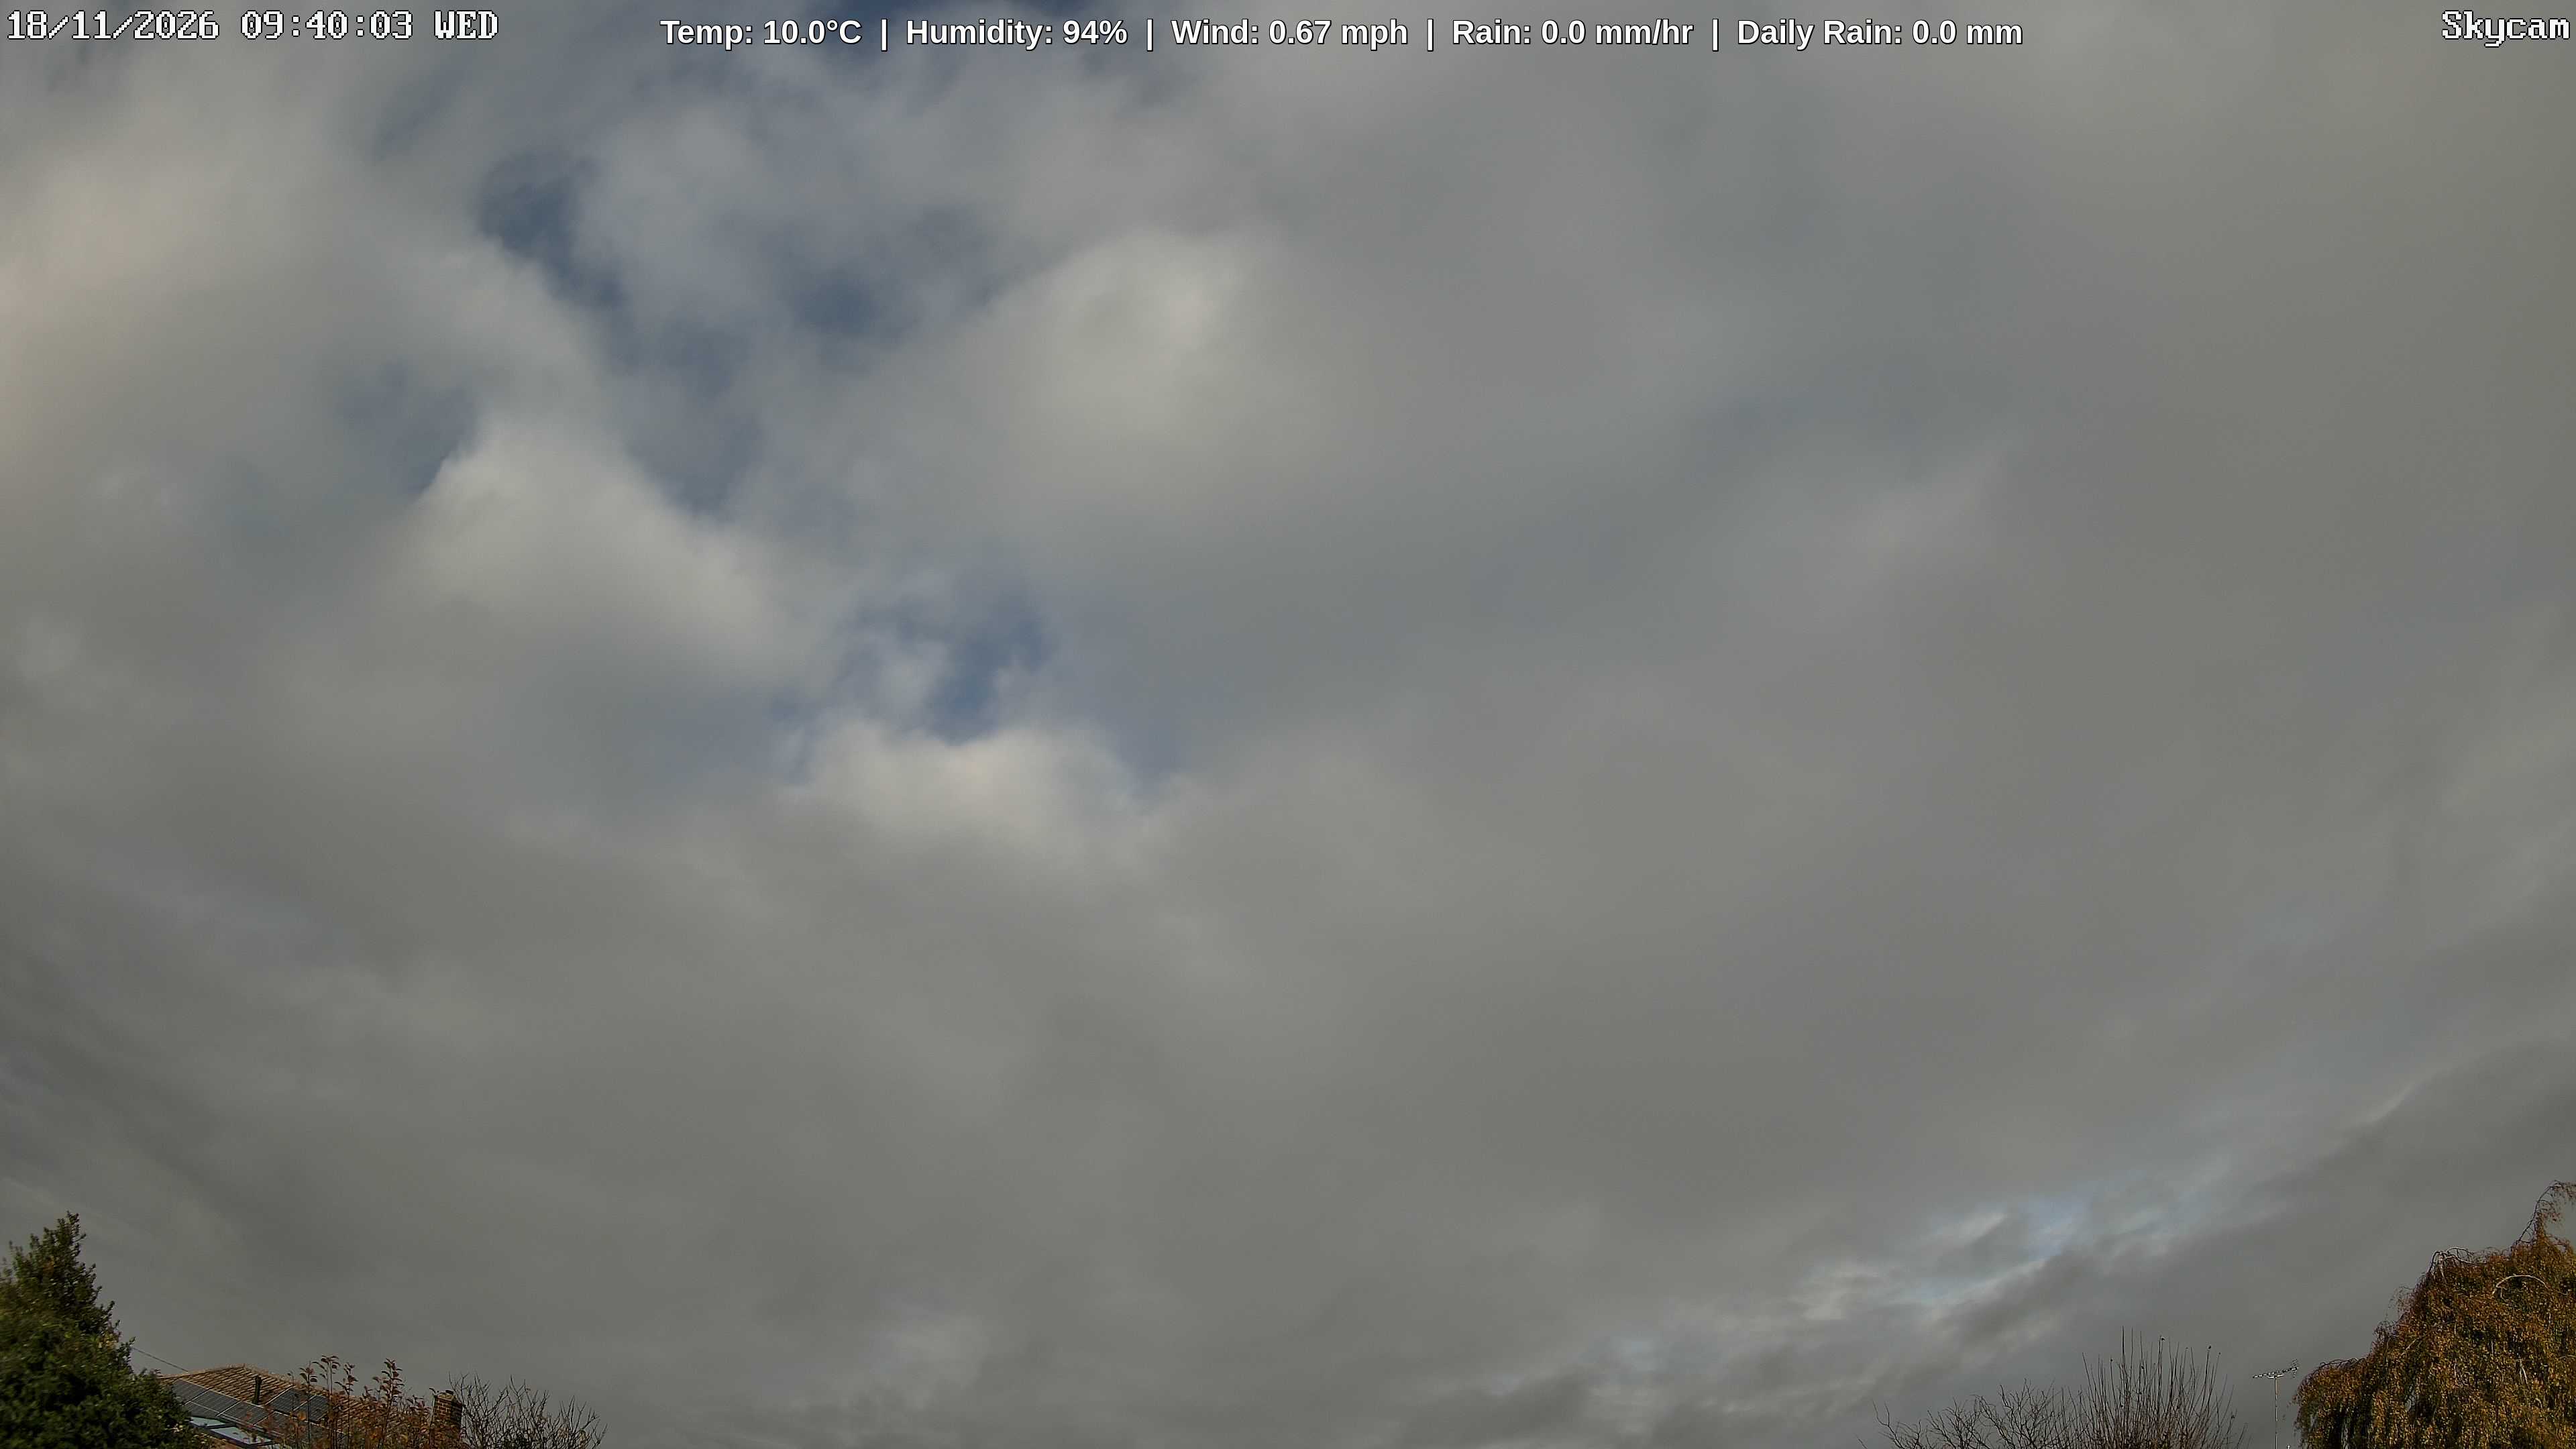 18/11/2026 09:40:03 WED
Temp: 10.0°C | Humidity: 94% | Wind: 0.67 mph | Rain: 0.0 mm/hr | Daily Rain: 0.0 mm
Skycam